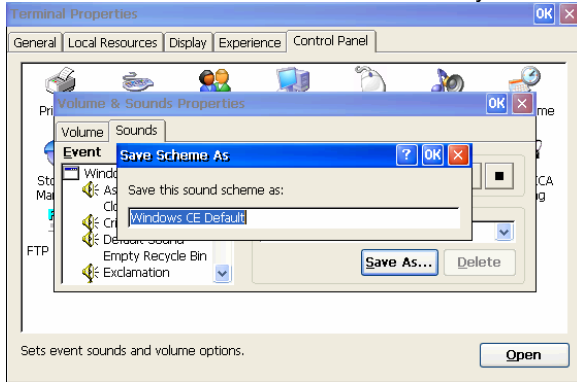 Terminal Properties
OK
General Local Resources Display Experience Control Panel
Volume & Sounds Properties
OK
Volume Sounds
Event
Save Scheme As
? OK
Save this sound scheme as:
Windows CE Default
Default Sound
Empty Recycle Bin
Exclamation
FTP
Save As...
Delete
Sets event sounds and volume options.
Open